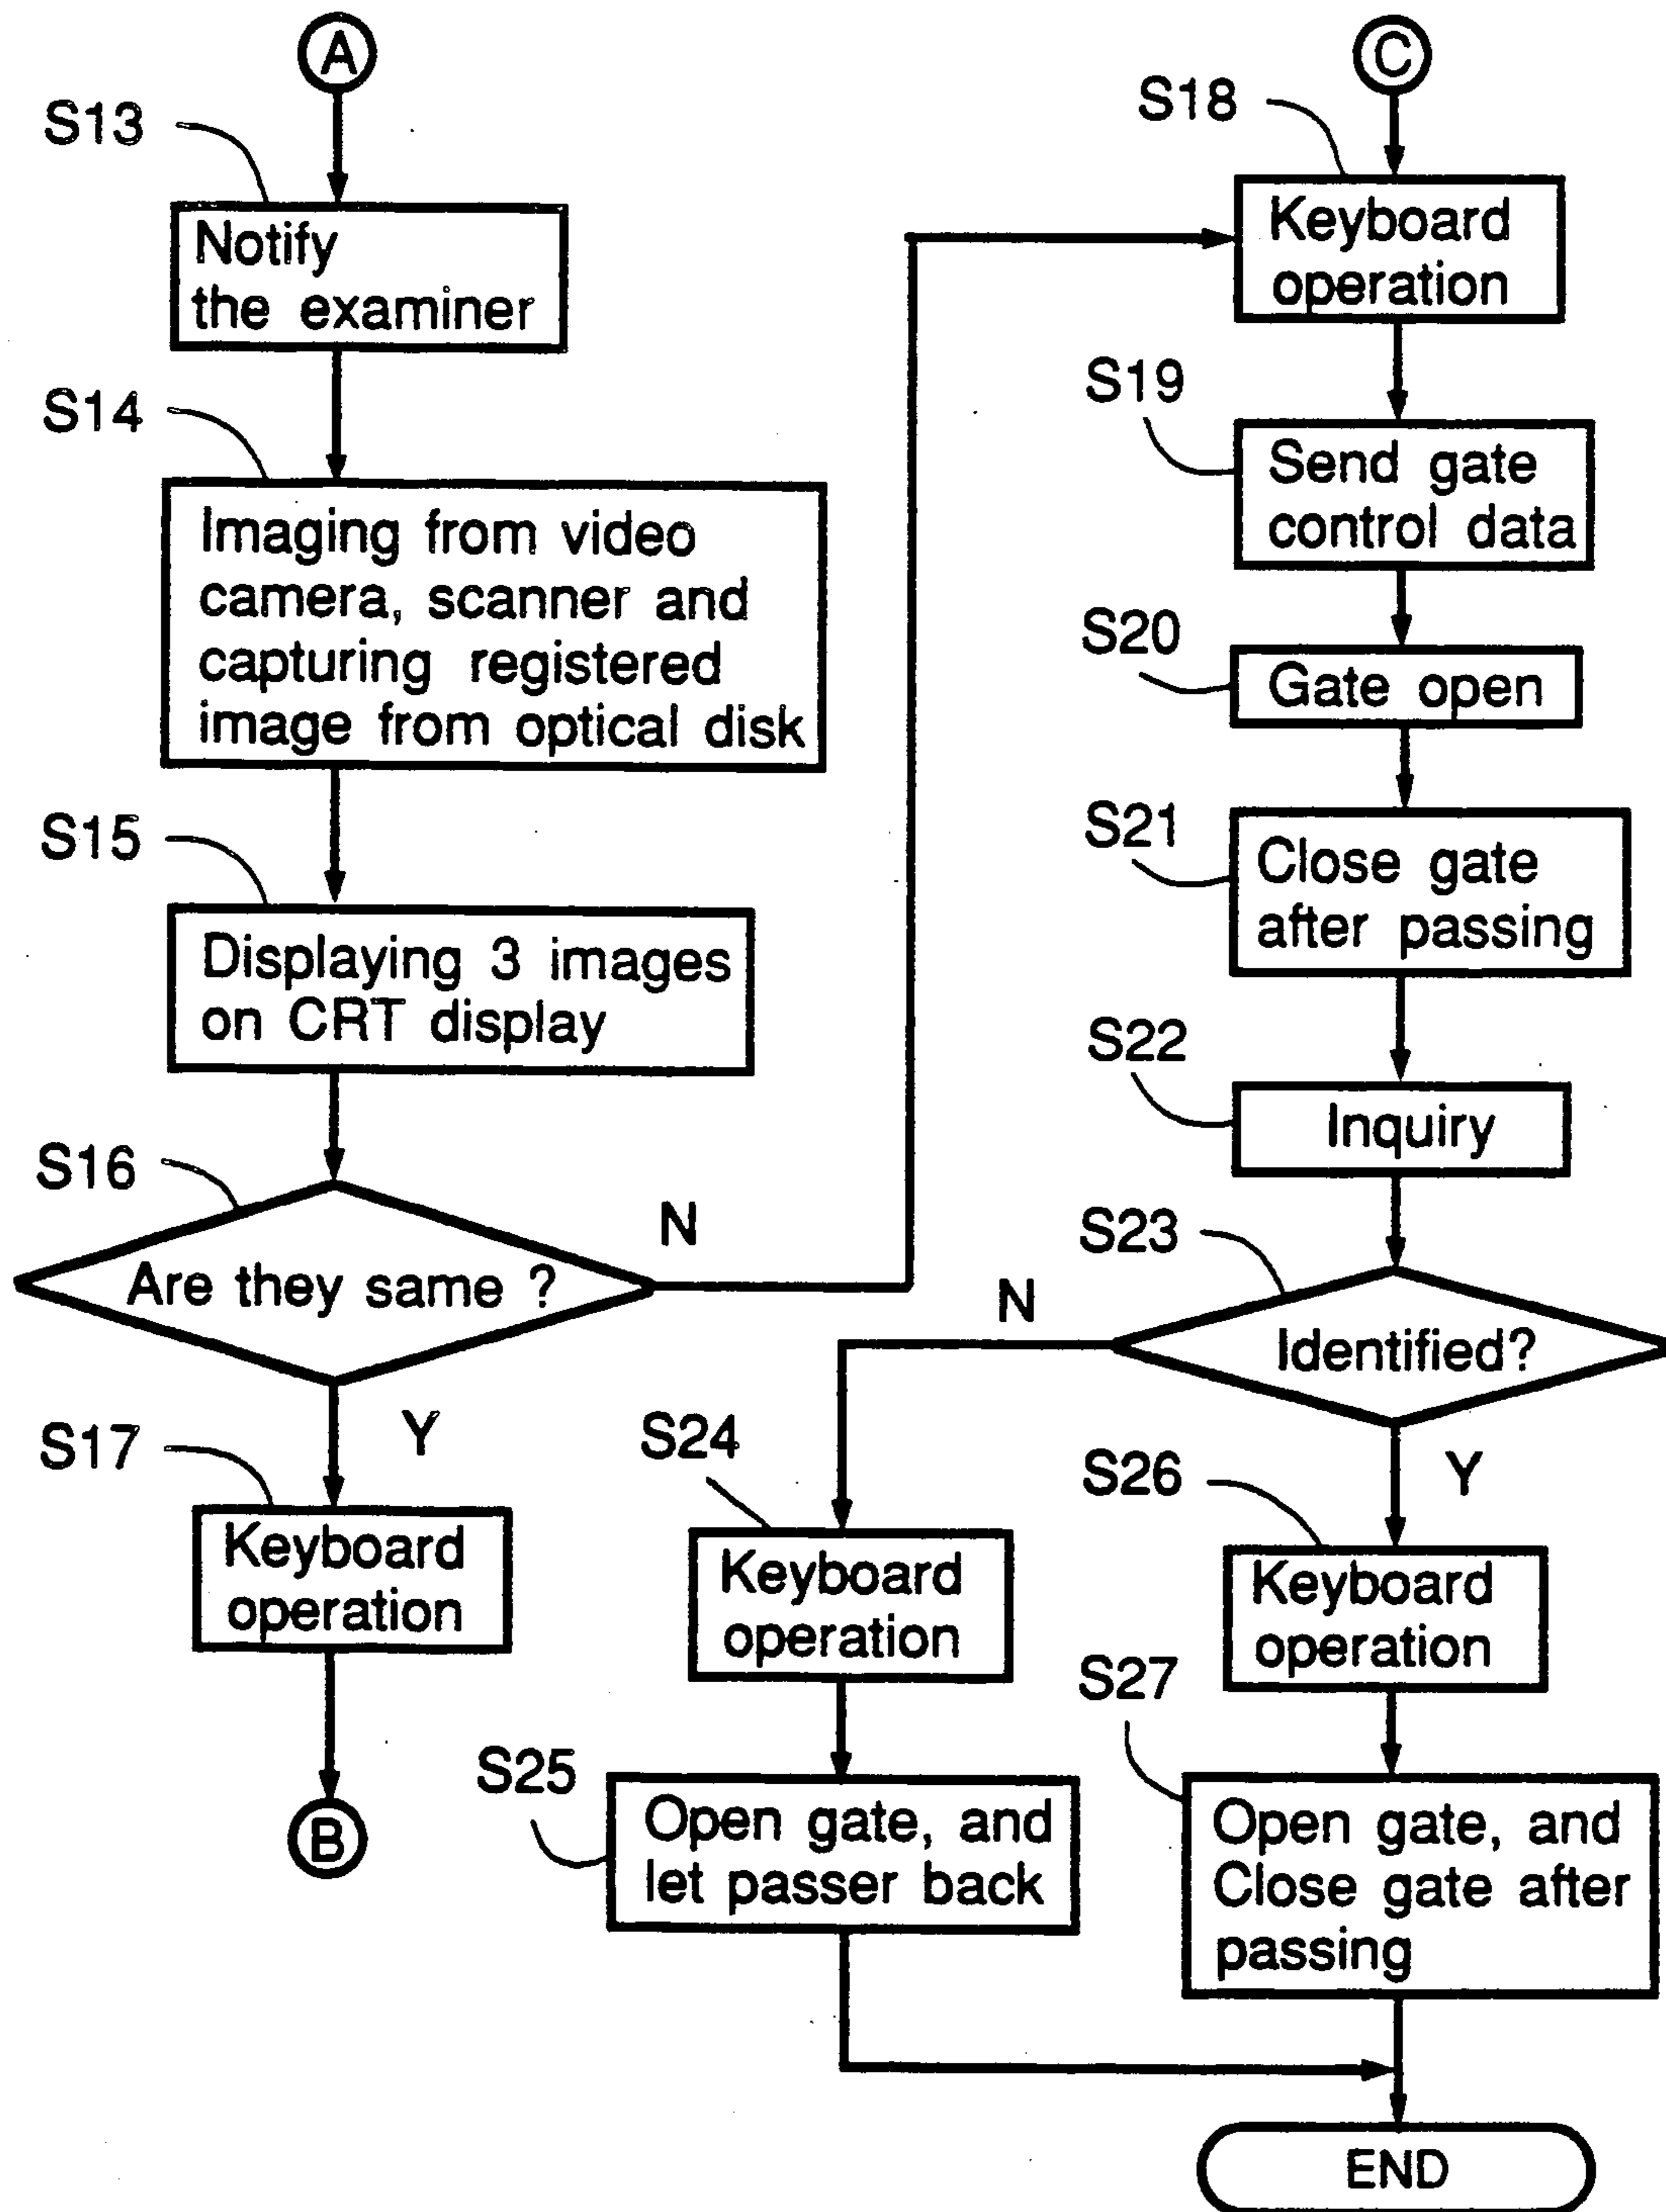 A
S13
Notify
the examiner
S14
Imaging from video
camera, scanner and
capturing registered
image from optical disk
S15
Displaying 3 images
on CRT display
S16
Are they same ?
N
Y
S17
Keyboard
operation
B
C
S18
Keyboard
operation
S19
Send gate
control data
S20
Gate open
S21
Close gate
after passing
S22
Inquiry
S23
Identified?
N
Y
S24
Keyboard
operation
S25
Open gate, and
let passer back
S26
Keyboard
operation
S27
Open gate, and
Close gate after
passing
END